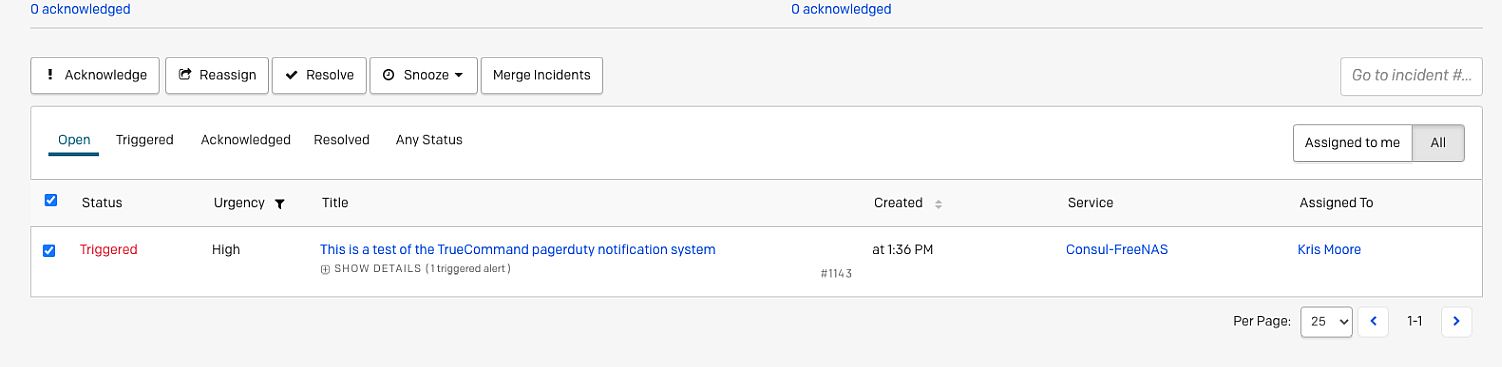 0 acknowledged 0 acknowledged
! Acknowledge Reassign Resolve Snooze Merge Incidents Go to incident #...
Open Triggered Acknowledged Resolved Any Status Assigned to me All
Status Urgency Title Created Service Assigned To
Triggered High This is a test of the TrueCommand pagerduty notification system at 1:36 PM Consul-FreeNAS Kris Moore
SHOW DETAILS (1 triggered alert) #1143
Per Page: 25 1-1